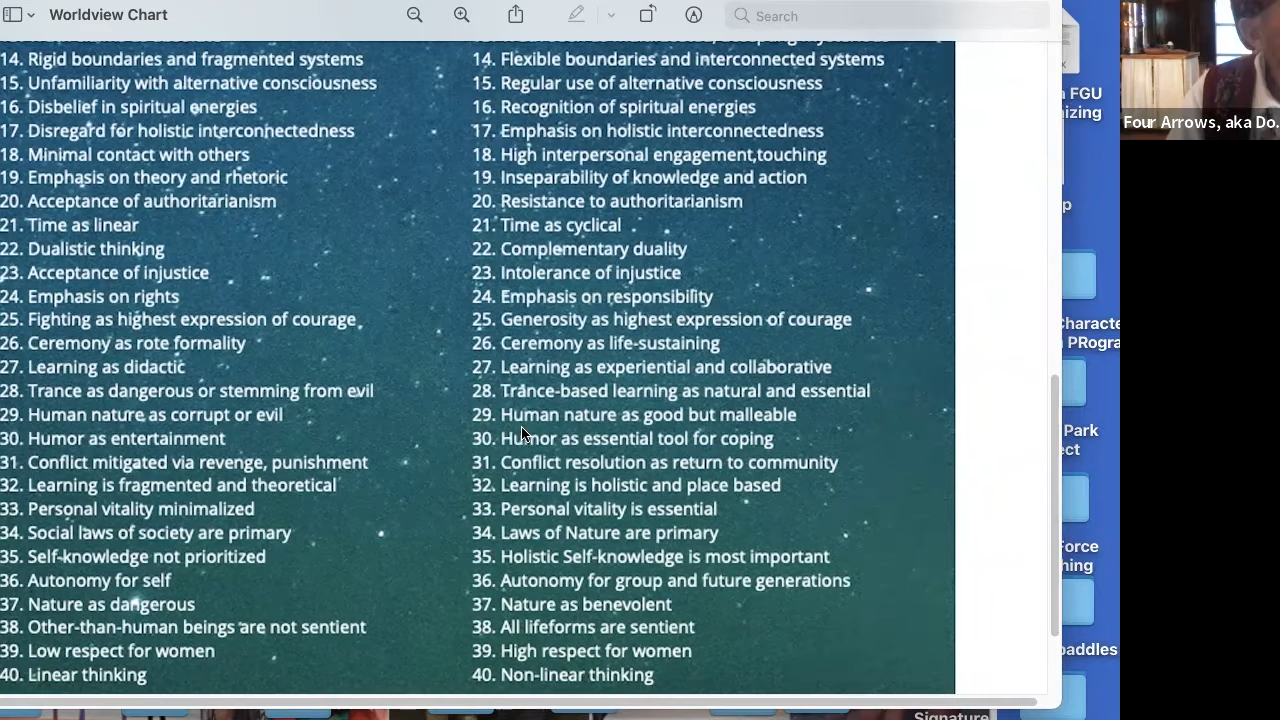 Worldview Chart
Search
14. Rigid boundaries and fragmented systems
15. Unfamiliarity with alternative consciousness
16. Disbelief in spiritual energies
17. Disregard for holistic interconnectedness
18. Minimal contact with others
19. Emphasis on theory and rhetoric
20. Acceptance of authoritarianism
21. Time as linear
22. Dualistic thinking
23. Acceptance of injustice
24. Emphasis on rights
25. Fighting as highest expression of courage
26. Ceremony as rote formality
27. Learning as didactic
28. Trance as dangerous or stemming from evil
29. Human nature as corrupt or evil
30. Humor as entertainment
31. Conflict mitigated via revenge, punishment
32. Learning is fragmented and theoretical
33. Personal vitality minimalized
34. Social laws of society are primary
35. Self-knowledge not prioritized
36. Autonomy for self
37. Nature as dangerous
38. Other-than-human beings are not sentient
39. Low respect for women
40. Linear thinking
14. Flexible boundaries and interconnected systems
15. Regular use of alternative consciousness
16. Recognition of spiritual energies
17. Emphasis on holistic interconnectedness
18. High interpersonal engagement,touching
19. Inseparability of knowledge and action
20. Resistance to authoritarianism
21. Time as cyclical
22. Complementary duality
23. Intolerance of injustice
24. Emphasis on responsibility
25. Generosity as highest expression of courage
26. Ceremony as life-sustaining
27. Learning as experiential and collaborative
28. Trance-based learning as natural and essential
29. Human nature as good but malleable
30. Humor as essential tool for coping
31. Conflict resolution as return to community
32. Learning is holistic and place based
33. Personal vitality is essential
34. Laws of Nature are primary
35. Holistic Self-knowledge is most important
36. Autonomy for group and future generations
37. Nature as benevolent
38. All lifeforms are sentient
39. High respect for women
40. Non-linear thinking
FGU
Four Arrows, aka Do.
Park
Signature